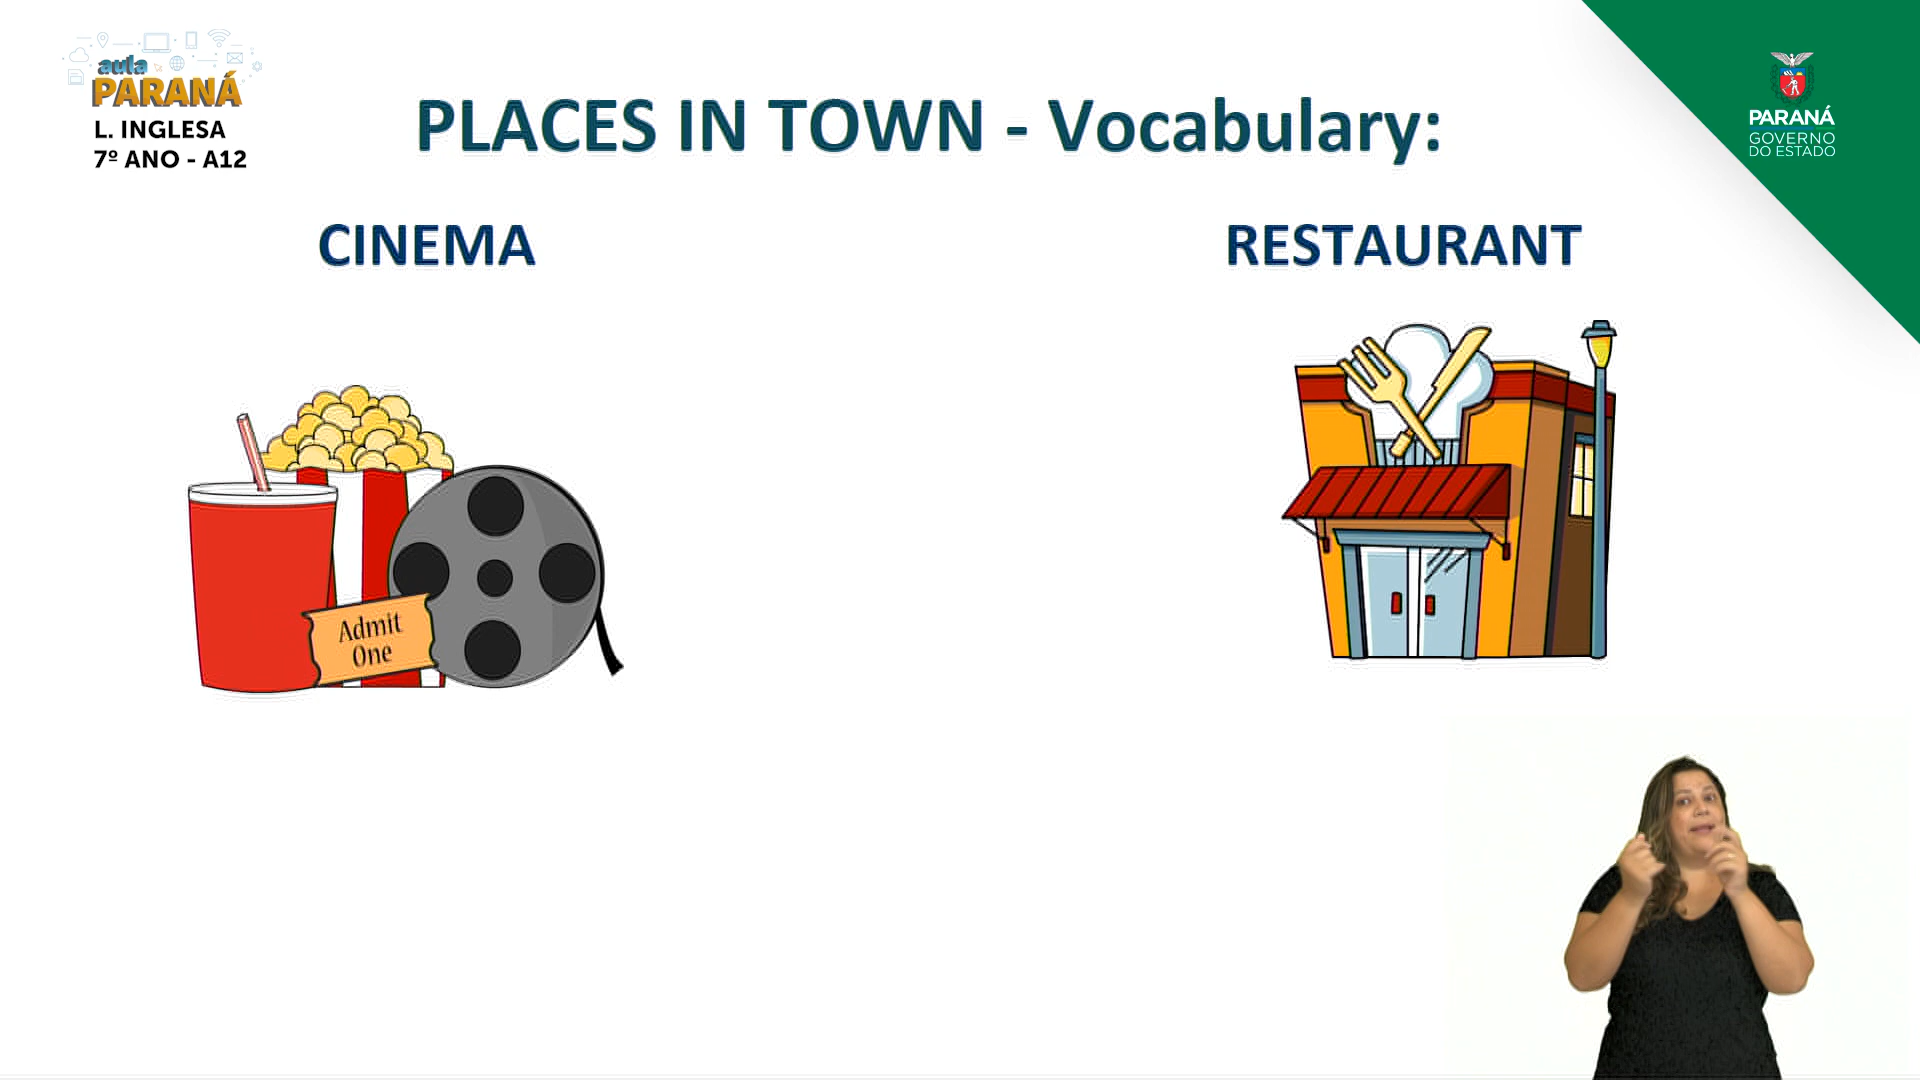 aula
PARANÁ
L. INGLESA
7º ANO - A12
PLACES IN TOWN - Vocabulary:
PARANÁ
GOVERNO
DO ESTADO
CINEMA
RESTAURANT
Admit
One